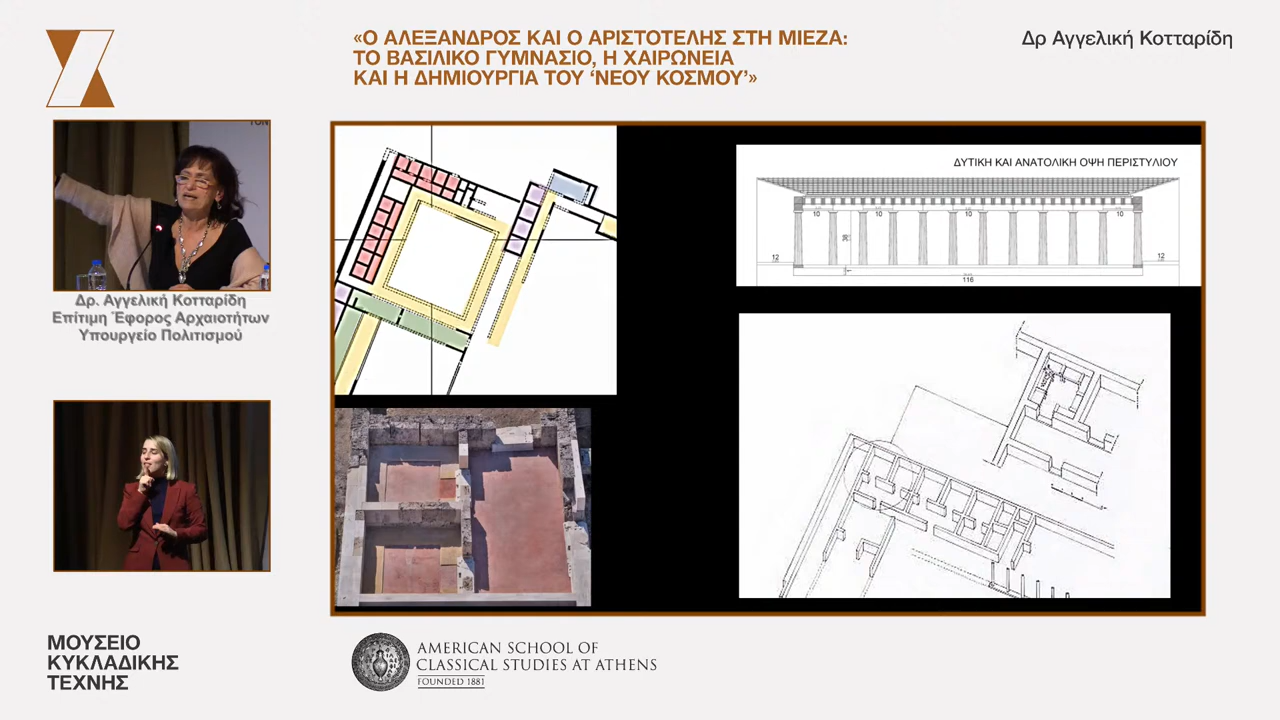 «Ο ΑΛΕΞΑΝΔΡΟΣ ΚΑΙ Ο ΑΡΙΣΤΟΤΕΛΗΣ ΣΤΗ ΜΙΕΖΑ:
ΤΟ ΒΑΣΙΛΙΚΟ ΓΥΜΝΑΣΙΟ, Η ΧΑΙΡΩΝΕΙΑ
ΚΑΙ Η ΔΗΜΙΟΥΡΓΙΑ ΤΟΥ ‘ΝΕΟΥ ΚΟΣΜΟΥ’»
Δρ Αγγελική Κοτταρίδη
ΤΩΝ
Δρ. Αγγελική Κοτταρίδη
Επίτιμη Έφορος Αρχαιοτήτων
Υπουργείο Πολιτισμού
ΔΥΤΙΚΗ ΚΑΙ ΑΝΑΤΟΛΙΚΗ ΟΨΗ ΠΕΡΙΣΤΥΛΙΟΥ
10 10 10 10
12 12
116
ΜΟΥΣΕΙΟ
ΚΥΚΛΑΔΙΚΗΣ
ΤΕΧΝΗΣ
AMERICAN SCHOOL OF
CLASSICAL STUDIES AT ATHENS
FOUNDED 1881